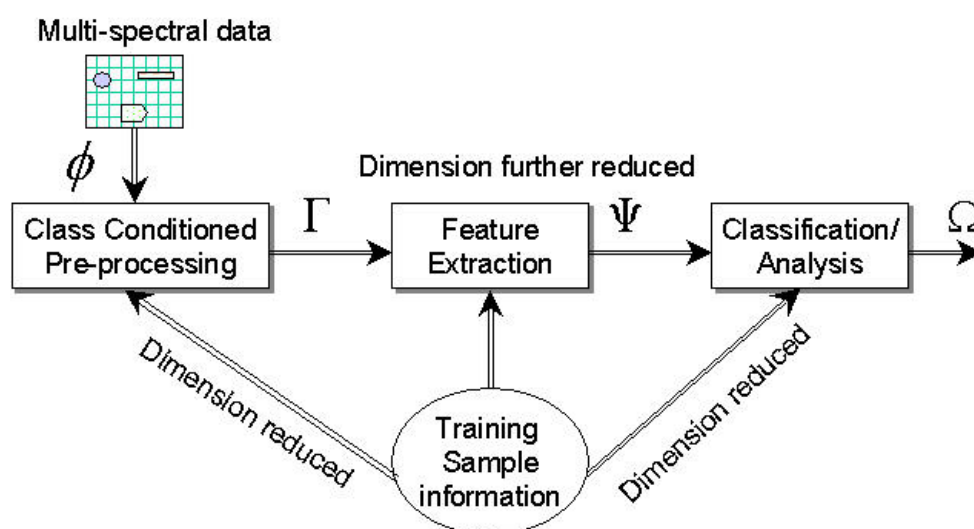 Multi-spectral data
ϕ
Dimension further reduced
Class Conditioned
Pre-processing
Γ
Feature
Extraction
Ψ
Classification/
Analysis
Ω
Dimension reduced
Training
Sample
information
Dimension reduced